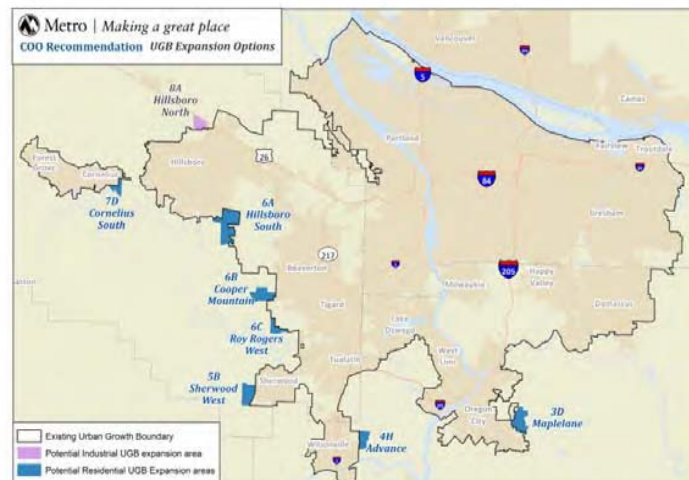 Metro | Making a great place
COO Recommendation UGB Expansion Options
Vancouver
8A
Hillsboro
North
5
Camas
Portland
Fairview
Troutdale
Forest
Grove
Cornelius
Hillsboro
26
84
7D
Cornelius
South
6A
Hillsboro
South
Gresham
217
Beaverton
205
Happy
Valley
Milwaukie
6B
Cooper
Mountain
Tigard
Damascus
Lake
Oswego
6C
Roy Rogers
West
Tualatin
West
Linn
5B
Sherwood
West
Sherwood
Oregon
City
3D
Maplelane
4H
Advance
Wilsonville
Existing Urban Growth Boundary
Potential Industrial UGB expansion area
Potential Residential UGB Expansion areas